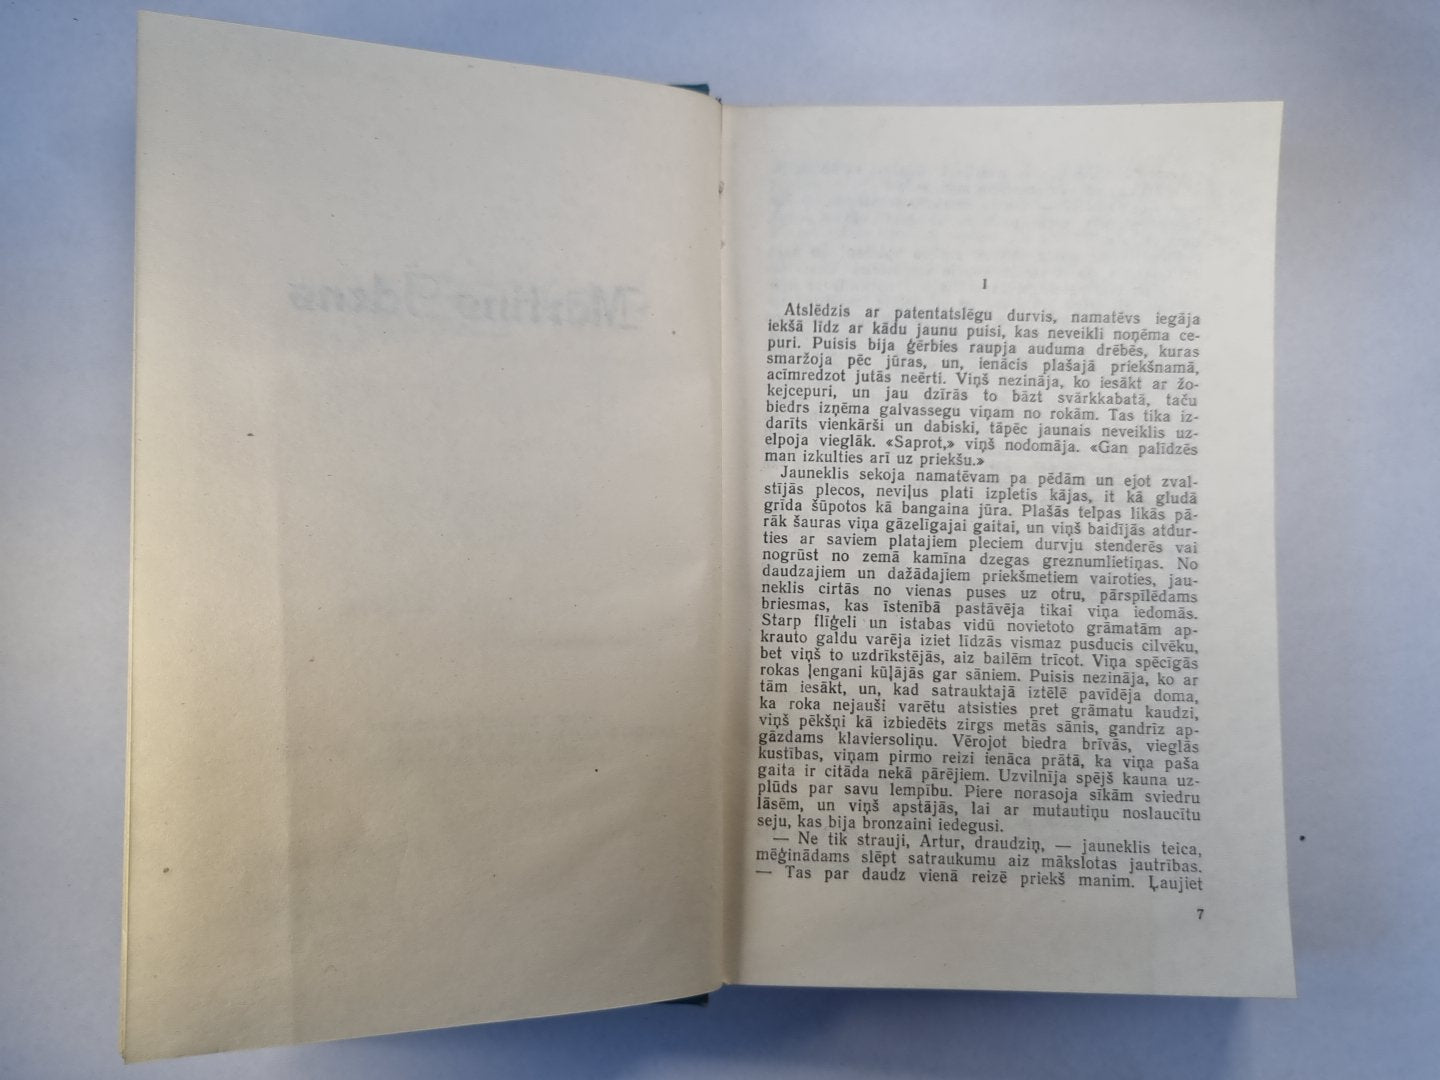 Martins Idens
I
Atslēdzis ar patentatslēgu durvis, namatēvs iegāja
iekšā līdz ar kādu jaunu puisi, kas neveikli noņēma ce-
puri. Puisis bija ģērbies raupja auduma drēbēs, kuras
smaržoja pēc jūras, un, ienācis plašajā priekšnamā,
acīmredzot jutās neērti. Viņš nezināja, ko iesākt ar žo-
kejcepuri, un jau dzīrās to bāzt svārkkabatā, taču
biedrs izņēma galvassegu viņam no rokām. Tas tika iz-
darīts vienkārši un dabiski, tāpēc jaunais neveiklis uz-
elpoja vieglāk. «Saprot,» viņš nodomāja. «Gan palīdzēs
man izkulties arī uz priekšu.»
Jauneklis sekoja namatēvam pa pēdām un ejot zval-
stījās plecos, neviļus plati izpletis kājas, it kā gludā
grīda šūpotos kā bangaina jūra. Plašās telpas likās pā-
rāk šauras viņa gāzelīgajai gaitai, un viņš baidījās atdur-
ties ar saviem platajiem pleciem durvju stenderēs vai
nogrūst no zemā kamīna dzegas greznumlietiņas. No
daudzajiem un dažādajiem priekšmetiem vairoties, jau-
neklis cirtās no vienas puses uz otru, pārspīlēdams
briesmas, kas īstenībā pastāvēja tikai viņa iedomās.
Starp flīģeli un istabas vidū novietoto grāmatām ap-
krauto galdu varēja iziet līdzās vismaz pusducis cilvēku,
bet viņš to uzdrīkstējās, aiz bailēm trīcot. Viņa spēcīgās
rokas ļengani kūļājās gar sāniem. Puisis nezināja, ko ar
tām iesākt, un, kad satrauktajā iztēlē pavīdēja doma,
ka roka nejauši varētu atsisties pret grāmatu kaudzi,
viņš pēkšņi kā izbiedēts zirgs metās sānis, gandrīz ap-
gāzdams klaviersoliņu. Vērojot biedra brīvās, vieglās
kustības, viņam pirmo reizi ienāca prātā, ka viņa paša
gaita ir citāda nekā pārējiem. Uzvilnīja spējš kauna uz-
plūds par savu lempību. Piere norasoja sīkām sviedru
lāsēm, un viņš apstājās, lai ar mutautiņu noslaucītu
seju, kas bija bronzaini iedegusi.
— Ne tik strauji, Artur, draudziņ, — jauneklis teica,
mēģinādams slēpt satraukumu aiz mākslotas jautrības.
— Tas par daudz vienā reizē priekš manim. Ļaujiet
7